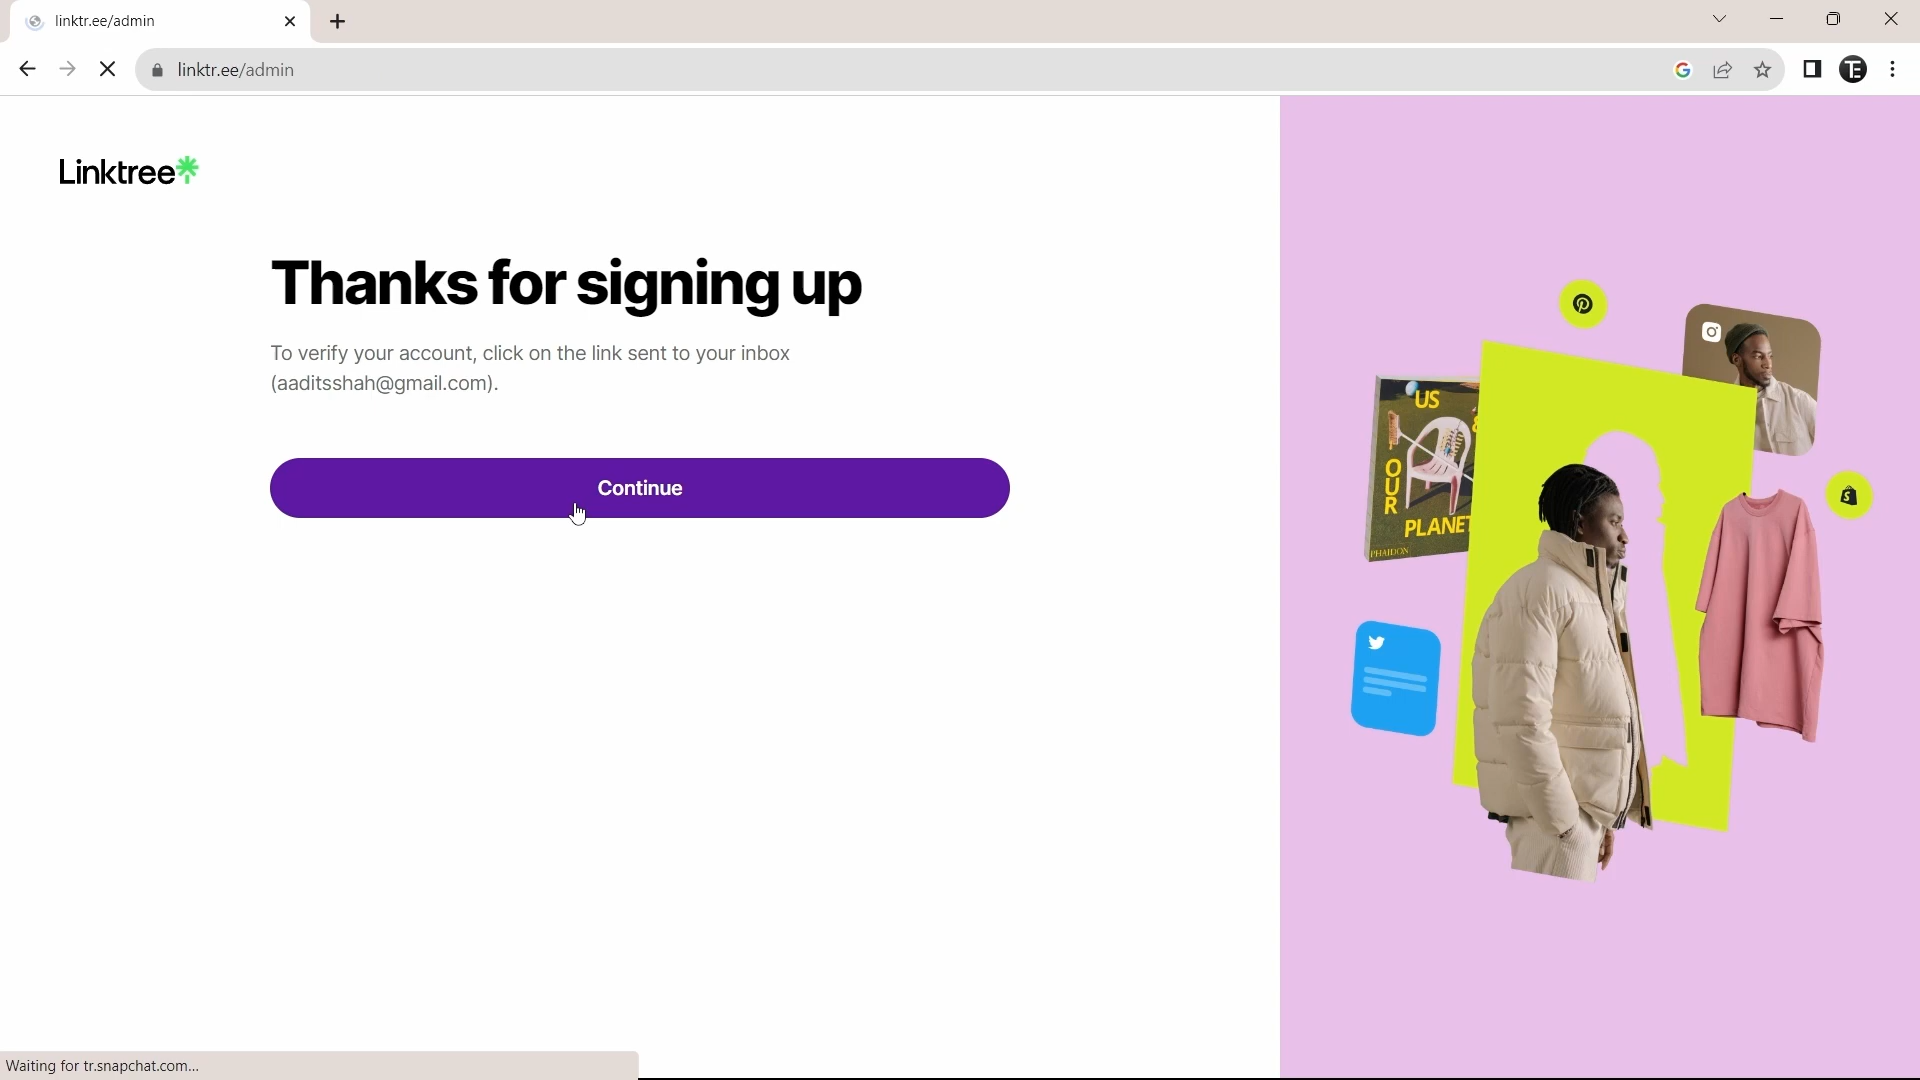 linktr.ee/admin
linktr.ee/admin
Linktree
Thanks for signing up
To verify your account, click on the link sent to your inbox
(aaditsshah@gmail.com).
Continue
US
OUR
PLANET
PHAIDON
Waiting for tr.snapchat.com...